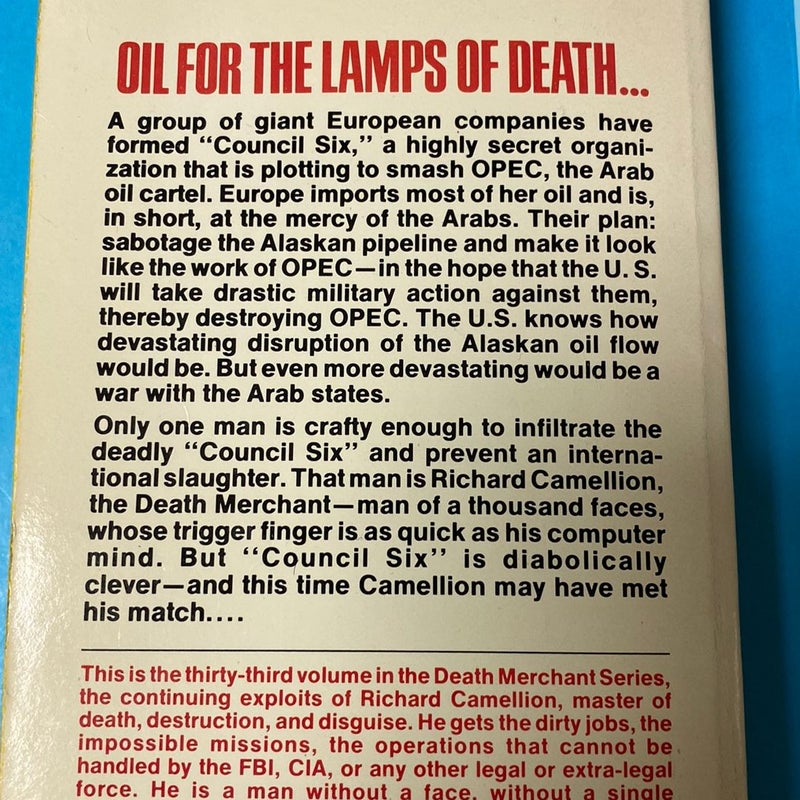 OIL FOR THE LAMPS OF DEATH...
A group of giant European companies have
formed “Council Six,” a highly secret organi-
zation that is plotting to smash OPEC, the Arab
oil cartel. Europe imports most of her oil and is,
in short, at the mercy of the Arabs. Their plan:
sabotage the Alaskan pipeline and make it look
like the work of OPEC—in the hope that the U. S.
will take drastic military action against them,
thereby destroying OPEC. The U.S. knows how
devastating disruption of the Alaskan oil flow
would be. But even more devastating would be a
war with the Arab states.
Only one man is crafty enough to infiltrate the
deadly “Council Six” and prevent an interna-
tional slaughter. That man is Richard Camellion,
the Death Merchant—man of a thousand faces,
whose trigger finger is as quick as his computer
mind. But “Council Six” is diabolically
clever—and this time Camellion may have met
his match....
This is the thirty-third volume in the Death Merchant Series,
the continuing exploits of Richard Camellion, master of
death, destruction, and disguise. He gets the dirty jobs, the
impossible missions, the operations that cannot be
handled by the FBI, CIA, or any other legal or extra-legal
force. He is a man without a face, without a single